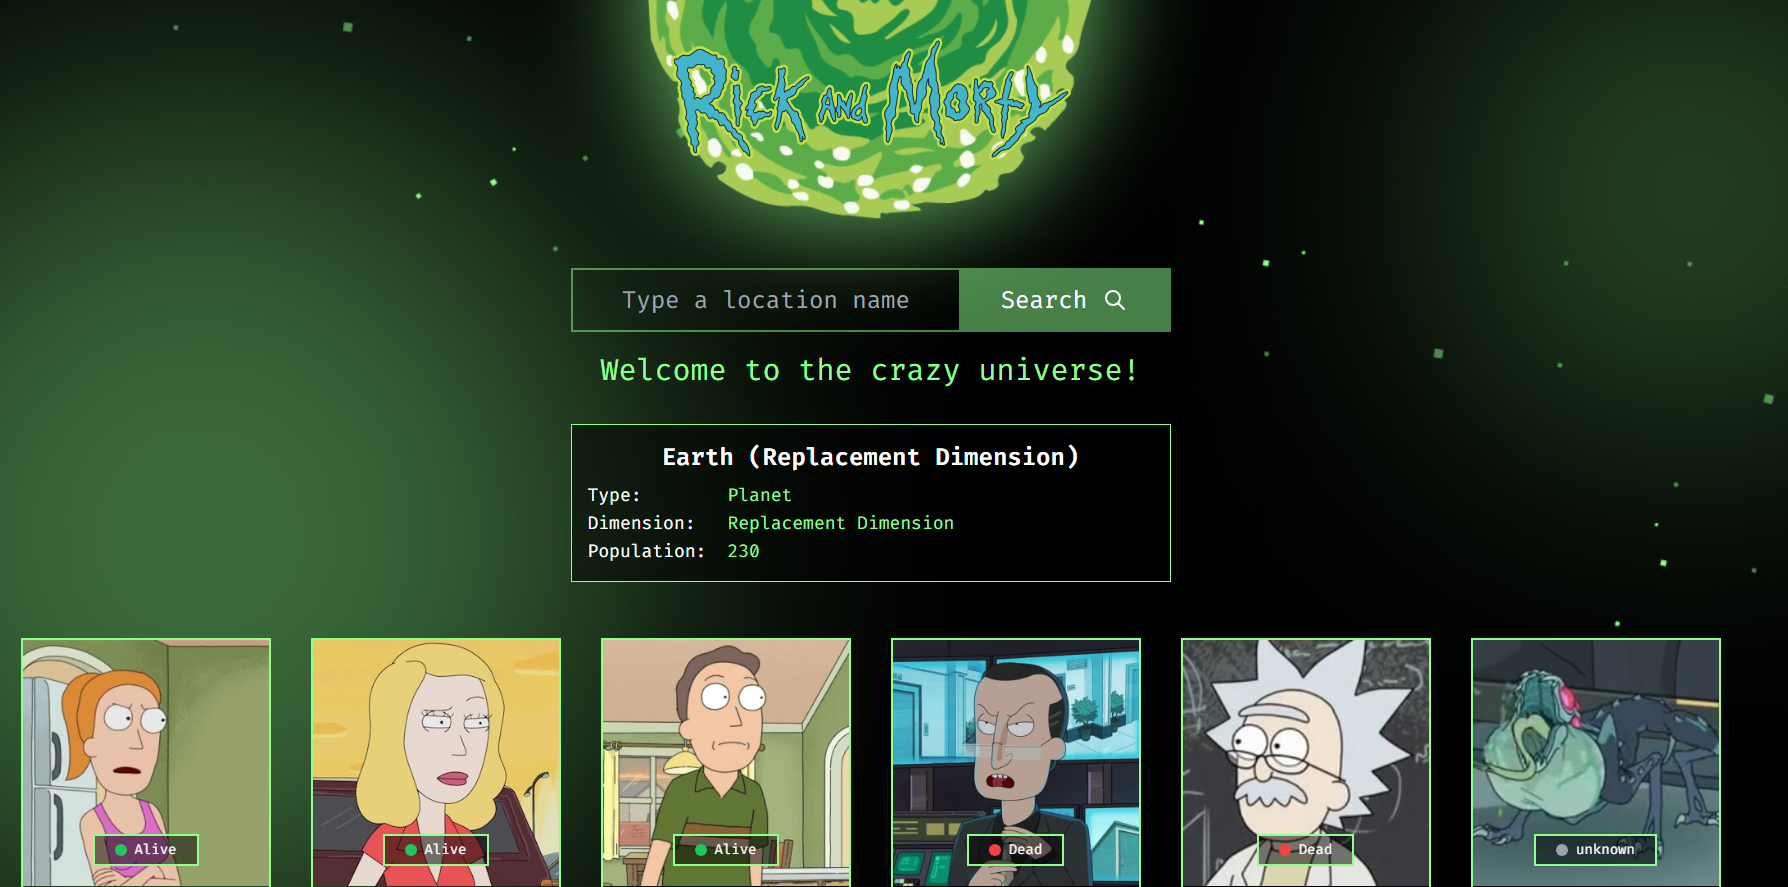 Rick and Morty
Type a location name
Search
Welcome to the crazy universe!
Earth (Replacement Dimension)
Type: Planet
Dimension: Replacement Dimension
Population: 230
Alive
Alive
Alive
Dead
Dead
unknown